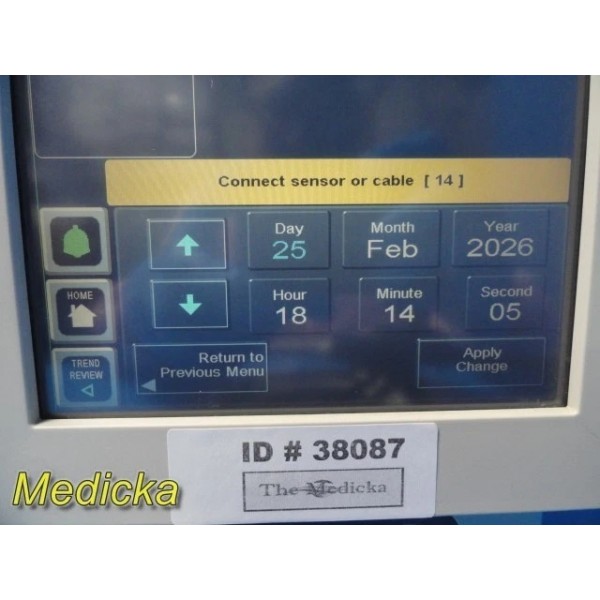 Connect sensor or cable [ 14 ]
Day
25
Month
Feb
Year
2026
HOME
Hour
18
Minute
14
Second
05
TREND
REVIEW
Return to
Previous Menu
Apply
Change
ID # 38087
The Medicka
Medicka